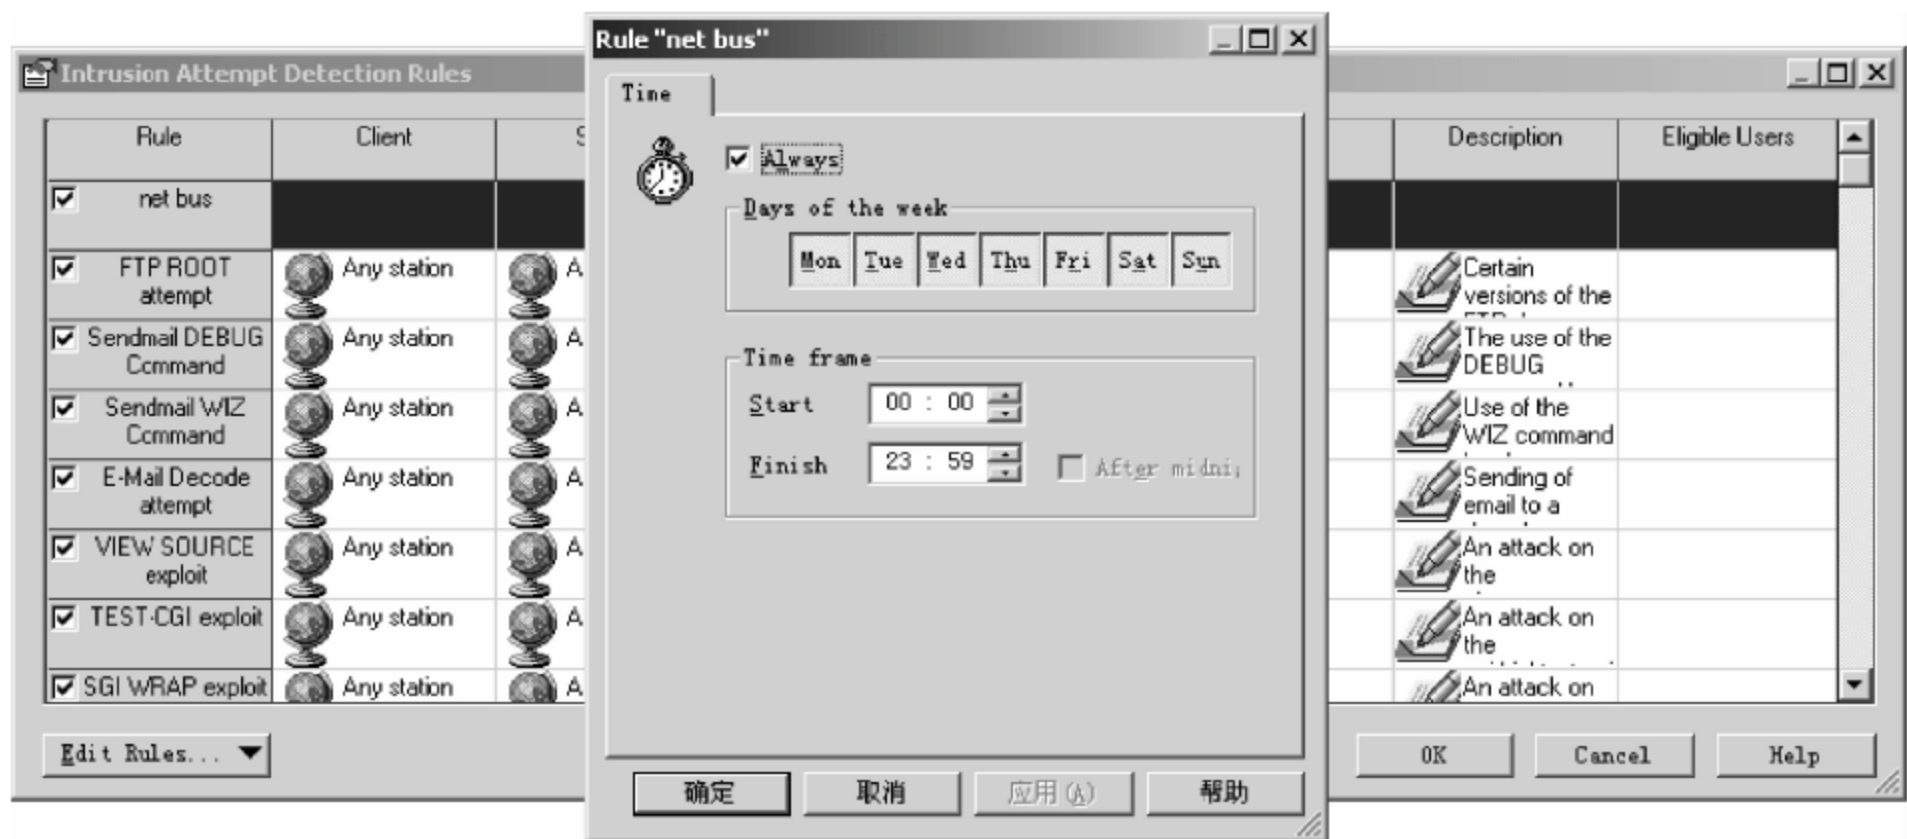 Rule "net bus"
Intrusion Attempt Detection Rules
Time
Rule
Client
S
Description
Eligible Users
Always
net bus
Days of the week
Mon Tue Wed Thu Fri Sat Sun
FTP ROOT
attempt
Any station
A
Certain
versions of the
Sendmail DEBUG
Command
Any station
A
The use of the
DEBUG
Time frame
Start
00 : 00
Finish
23 : 59
After midni
Sendmail WIZ
Command
Any station
Use of the
WIZ command
E-Mail Decode
attempt
Any station
A
Sending of
email to a
VIEW SOURCE
exploit
Any station
A
An attack on
the
TEST-CGI exploit
Any station
A
An attack on
the
SGI WRAP exploit
Any station
A
An attack on
Edit Rules...
OK
Cancel
Help
确定
取消
应用(A)
帮助